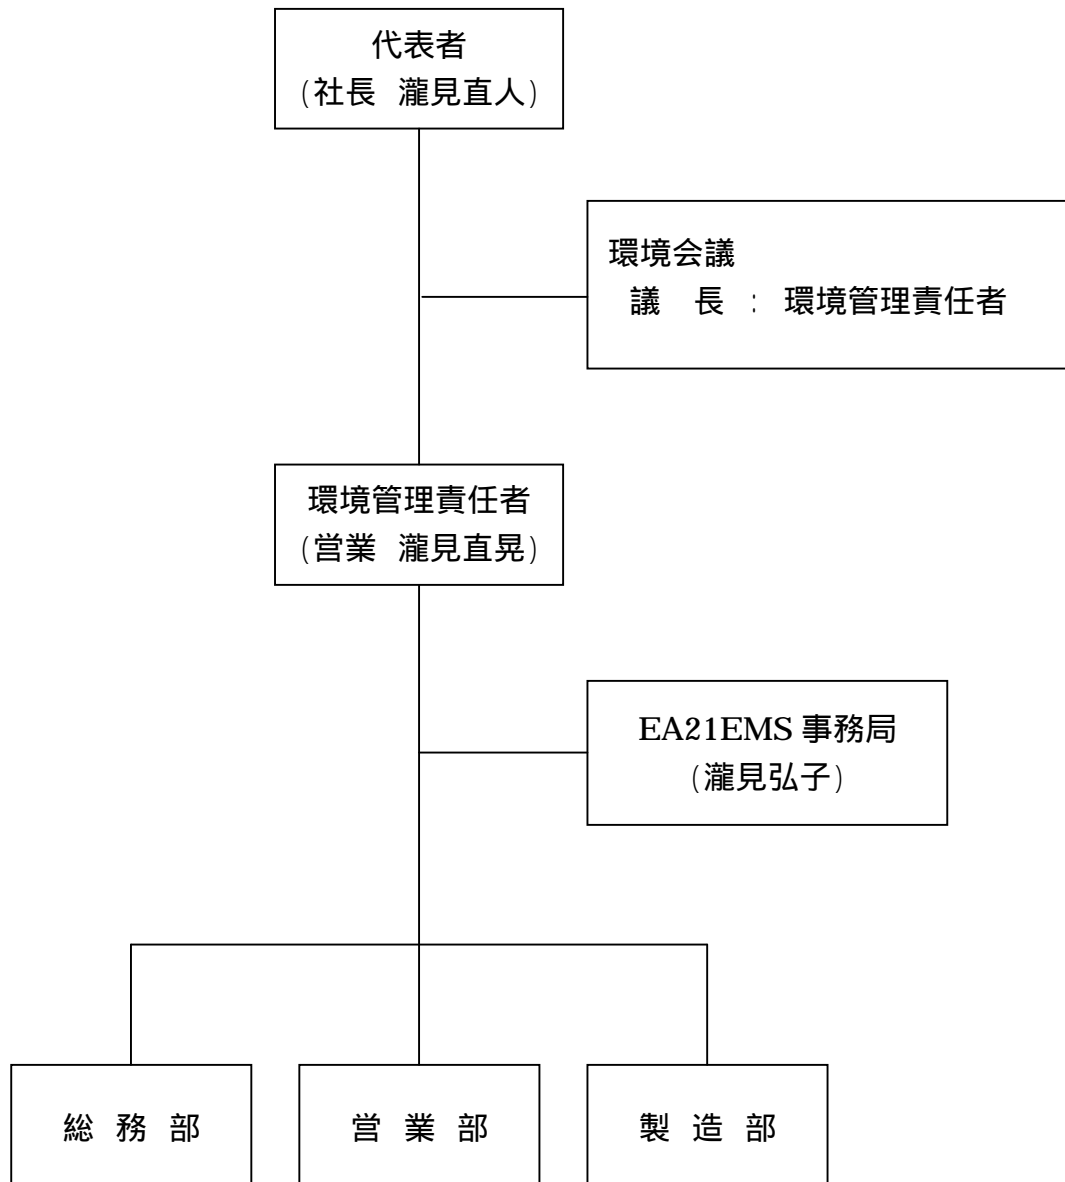 代表者
(社長 瀧見直人)
環境会議
議 長 : 環境管理責任者
環境管理責任者
(営業 瀧見直晃)
EA21EMS 事務局
(瀧見弘子)
総 務 部
営 業 部
製 造 部